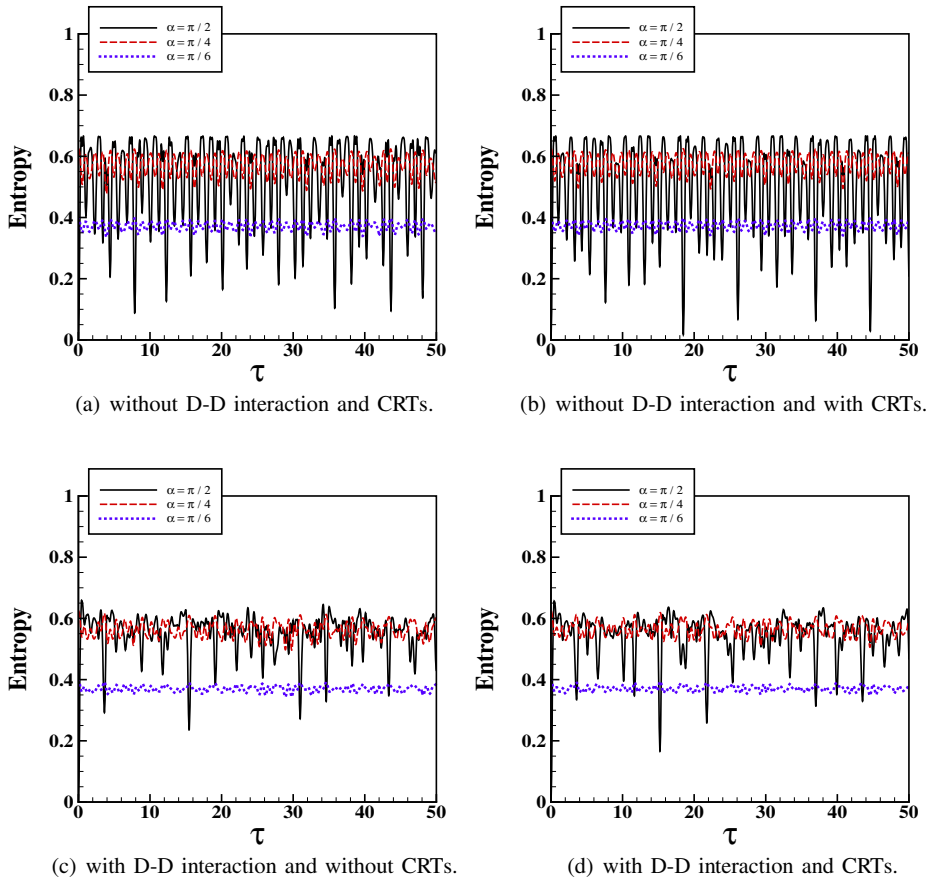 α = π / 2
α = π / 4
α = π / 6
1
0.8
0.6
0.4
0.2
0
Entropy
0 10 20 30 40 50
τ
(a) without D-D interaction and CRTs.
α = π / 2
α = π / 4
α = π / 6
1
0.8
0.6
0.4
0.2
0
Entropy
0 10 20 30 40 50
τ
(b) without D-D interaction and with CRTs.
α = π / 2
α = π / 4
α = π / 6
1
0.8
0.6
0.4
0.2
0
Entropy
0 10 20 30 40 50
τ
(c) with D-D interaction and without CRTs.
α = π / 2
α = π / 4
α = π / 6
1
0.8
0.6
0.4
0.2
0
Entropy
0 10 20 30 40 50
τ
(d) with D-D interaction and CRTs.